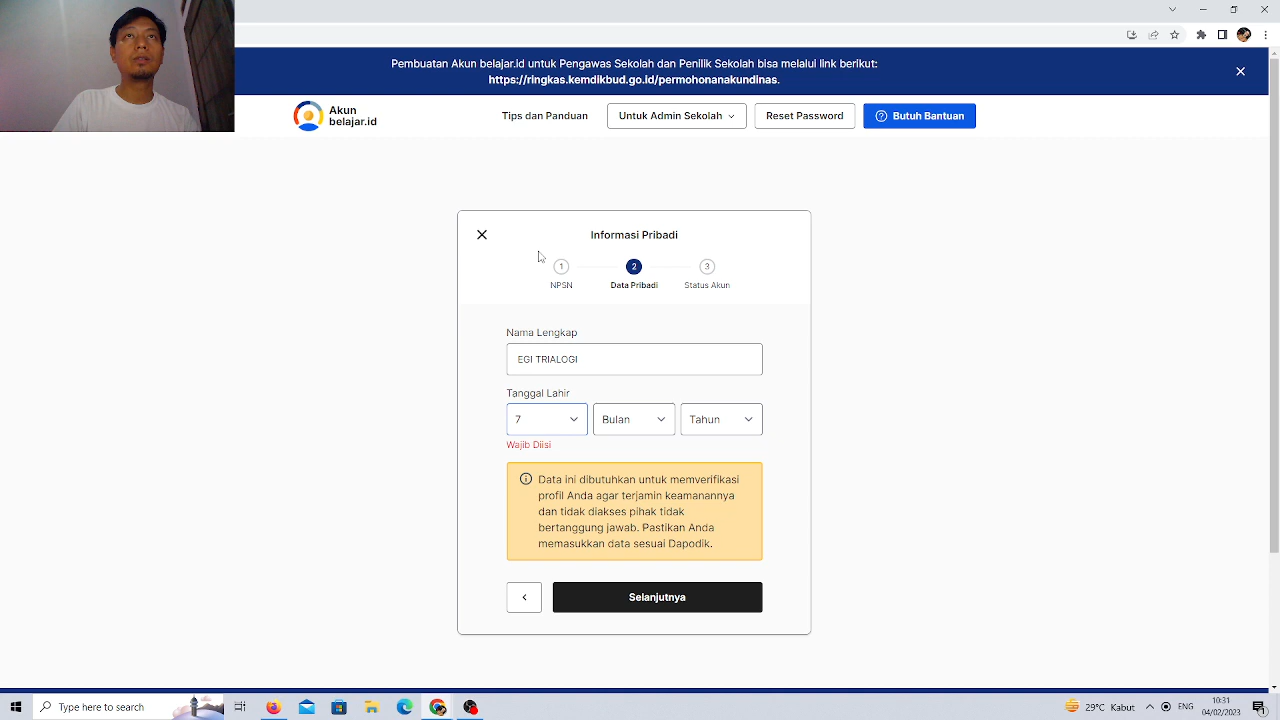 Pembuatan Akun belajar.id untuk Pengawas Sekolah dan Penilik Sekolah bisa melalui link berikut:
https://ringkas.kemdikbud.go.id/permohonanakundinas.
Akun
belajar.id
Tips dan Panduan
Untuk Admin Sekolah
Reset Password
Butuh Bantuan
Informasi Pribadi
1
2
3
NPSN
Data Pribadi
Status Akun
Nama Lengkap
EGI TRIALOGI
Tanggal Lahir
7
Bulan
Tahun
Wajib Diisi
Data ini dibutuhkan untuk memverifikasi
profil Anda agar terjamin keamanannya
dan tidak diakses pihak tidak
bertanggung jawab. Pastikan Anda
memasukkan data sesuai Dapodik.
Selanjutnya
Type here to search
29°C Kabut
ENG
10:31
04/02/2023
1